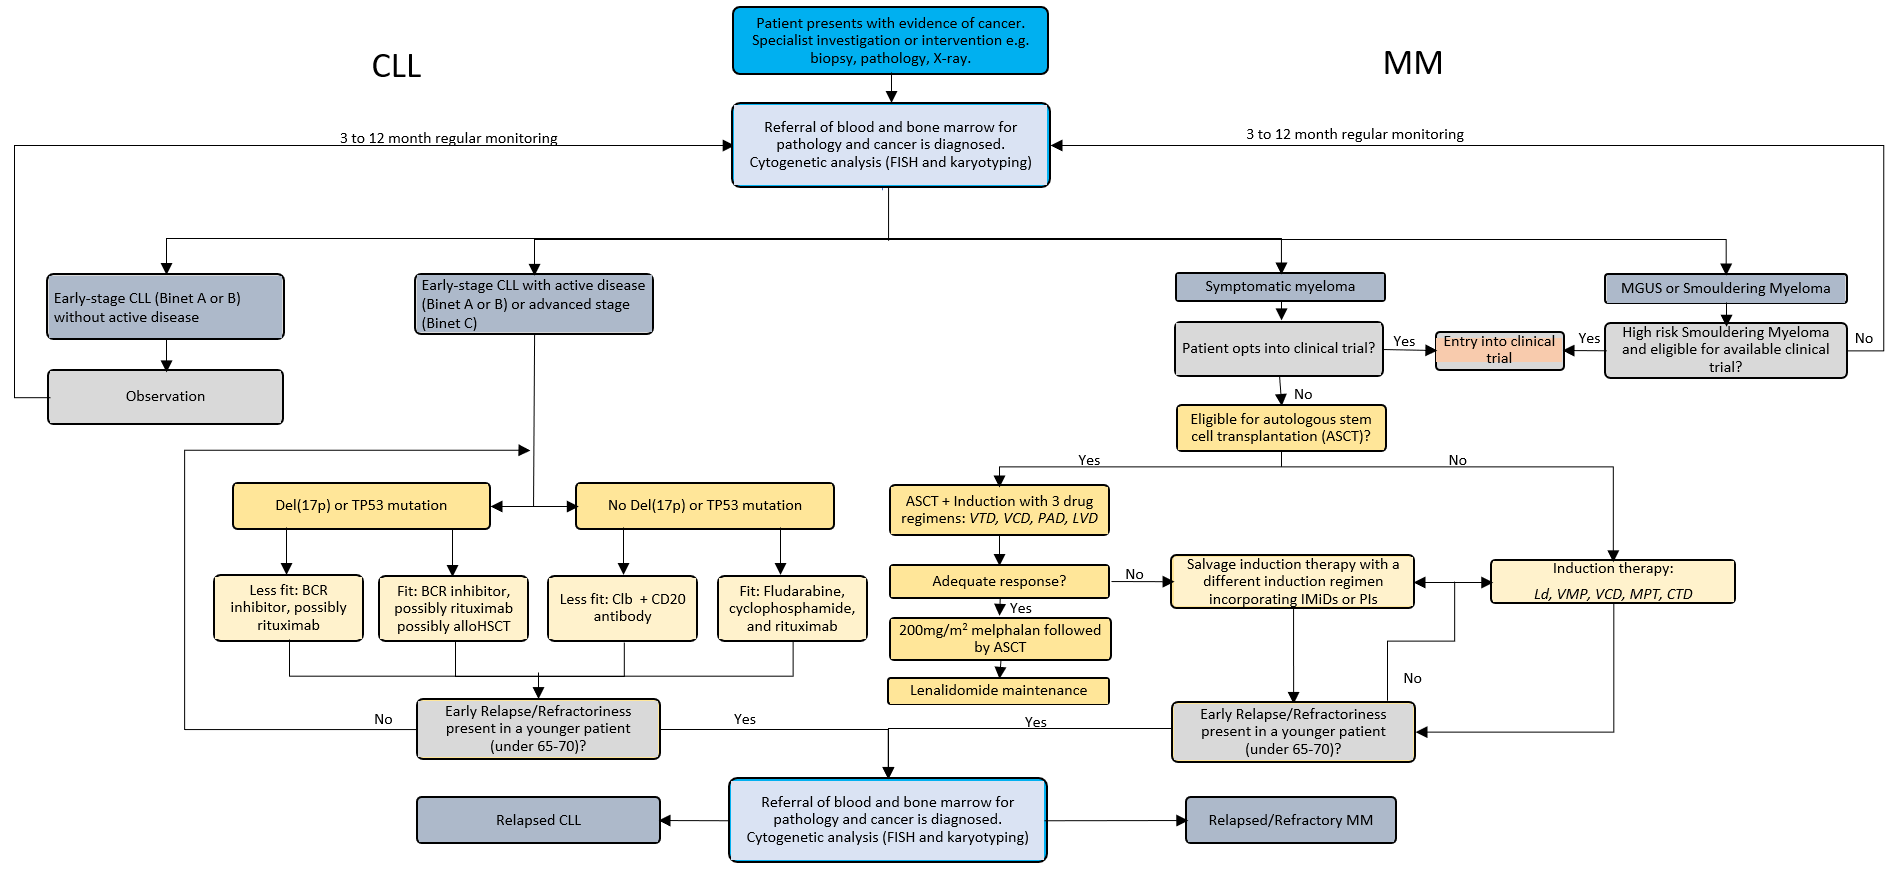 Patient presents with evidence of cancer.
Specialist investigation or intervention e.g.
biopsy, pathology, X-ray.
CLL
MM
3 to 12 month regular monitoring
Referral of blood and bone marrow for
pathology and cancer is diagnosed.
Cytogenetic analysis (FISH and karyotyping)
3 to 12 month regular monitoring
Early-stage CLL (Binet A or B)
without active disease
Early-stage CLL with active disease
(Binet A or B) or advanced stage
(Binet C)
Symptomatic myeloma
MGUS or Smouldering Myeloma
Observation
Patient opts into clinical trial?
Yes
Entry into clinical
trial
Yes
High risk Smouldering Myeloma
and eligible for available clinical
trial?
No
No
Eligible for autologous stem
cell transplantation (ASCT)?
Yes
No
Del(17p) or TP53 mutation
No Del(17p) or TP53 mutation
ASCT + Induction with 3 drug
regimens: VTD, VCD, PAD, LVD
Less fit: BCR
inhibitor, possibly
rituximab
Fit: BCR inhibitor,
possibly rituximab
possibly alloHSCT
Less fit: Clb + CD20
antibody
Fit: Fludarabine,
cyclophosphamide,
and rituximab
Adequate response?
No
Salvage induction therapy with a
different induction regimen
incorporating IMiDs or PIs
Induction therapy:
Ld, VMP, VCD, MPT, CTD
Yes
200mg/m² melphalan followed
by ASCT
Lenalidomide maintenance
No
No
Early Relapse/Refractoriness
present in a younger patient
(under 65-70)?
Yes
Yes
Early Relapse/Refractoriness
present in a younger patient
(under 65-70)?
Relapsed CLL
Referral of blood and bone marrow for
pathology and cancer is diagnosed.
Cytogenetic analysis (FISH and karyotyping)
Relapsed/Refractory MM